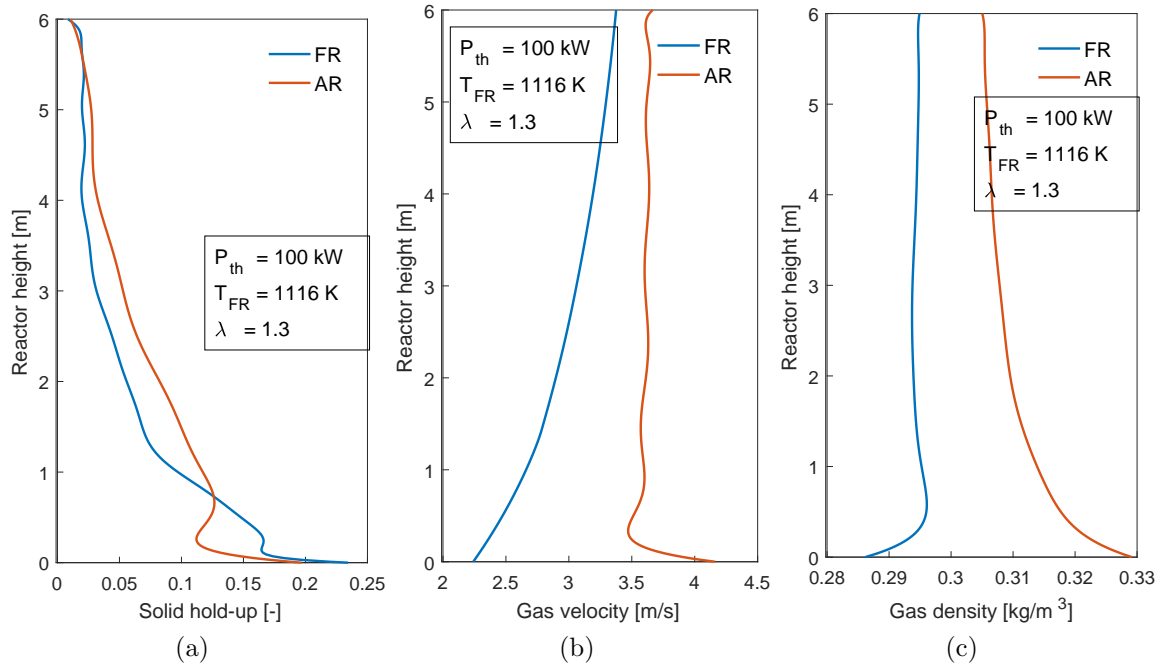 6
5
4
3
2
1
0
Reactor height [m]
FR
AR
P_th = 100 kW
T_FR = 1116 K
λ = 1.3
0 0.05 0.1 0.15 0.2 0.25
Solid hold-up [-]
(a)
6
5
4
3
2
1
0
Reactor height [m]
P_th = 100 kW
T_FR = 1116 K
λ = 1.3
FR
AR
2 2.5 3 3.5 4 4.5
Gas velocity [m/s]
(b)
6
5
4
3
2
1
0
Reactor height [m]
FR
AR
P_th = 100 kW
T_FR = 1116 K
λ = 1.3
0.28 0.29 0.3 0.31 0.32 0.33
Gas density [kg/m³]
(c)